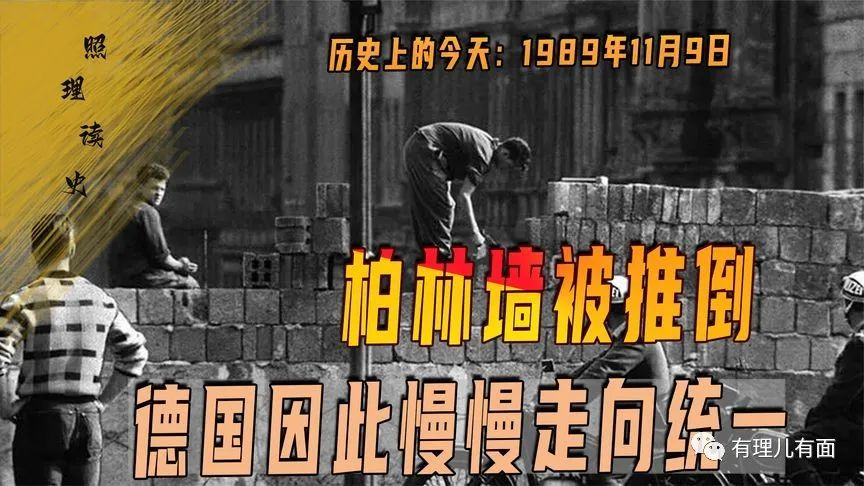 照理读史
历史上的今天：1989年11月9日
柏林墙被推倒
德国因此慢慢走向统一
有理儿有面